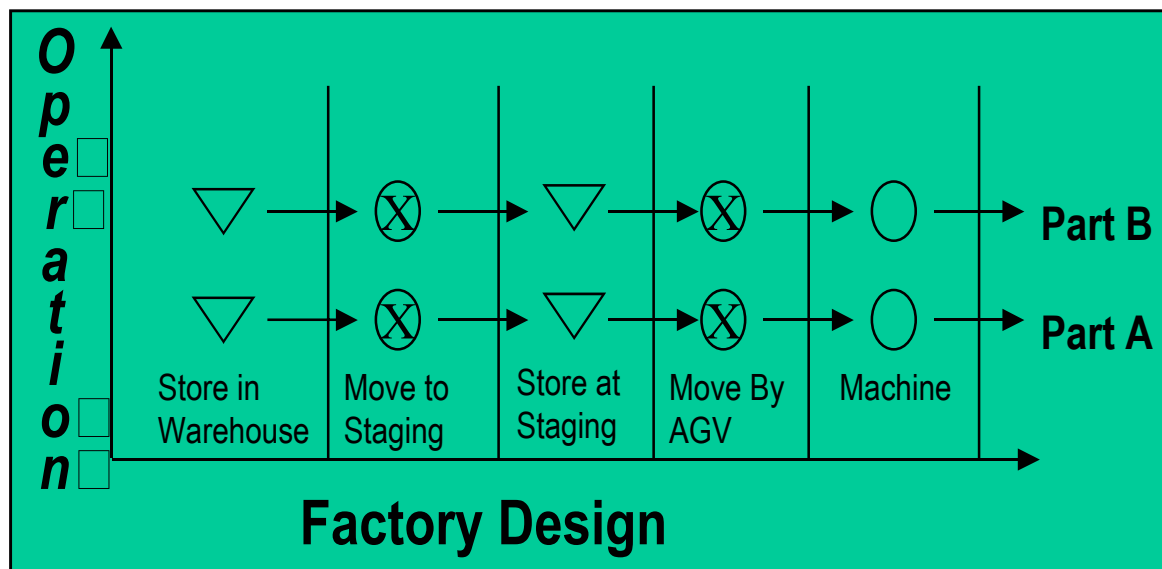 Operation
X
X
Part B
X
X
Part A
Store in
Warehouse
Move to
Staging
Store at
Staging
Move By
AGV
Machine
Factory Design